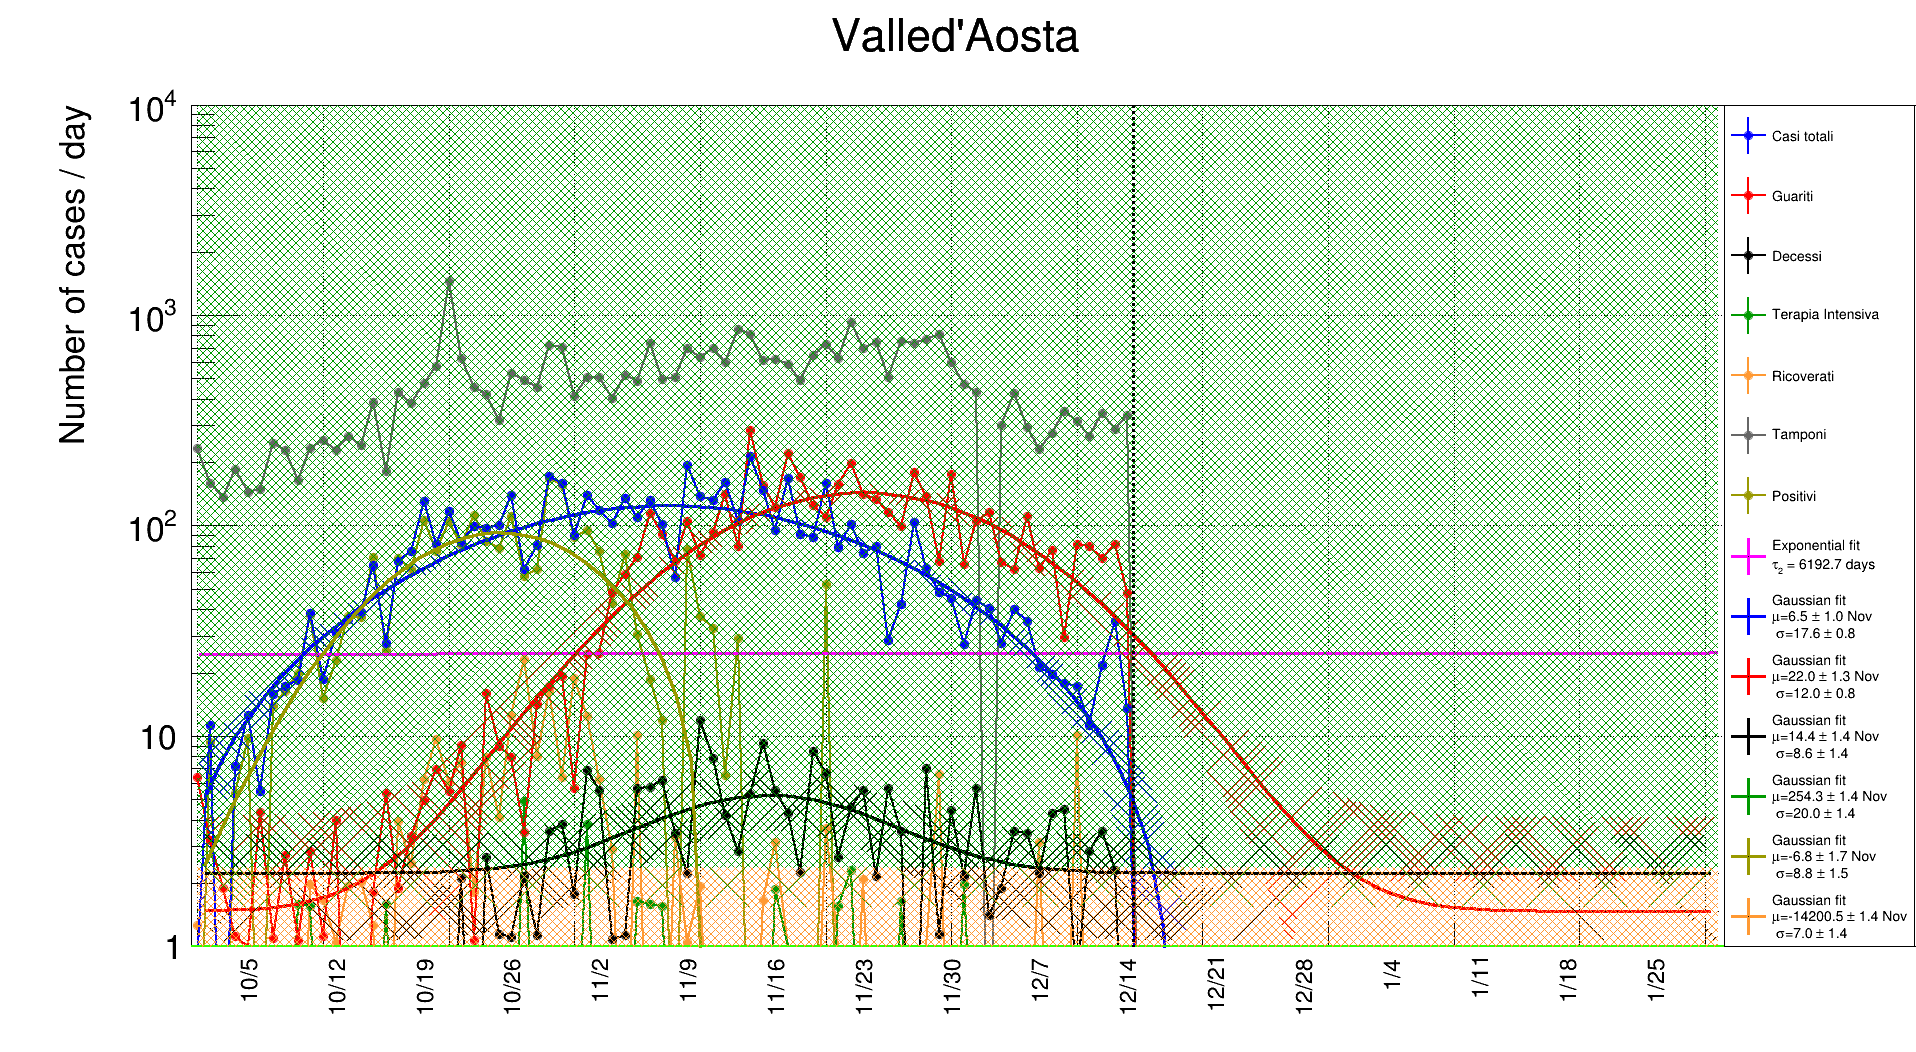 Valled'Aosta
Number of cases / day
10⁴
10³
10²
10
1
10/5
10/12
10/19
10/26
11/2
11/9
11/16
11/23
11/30
12/7
12/14
12/21
12/28
1/4
1/11
1/18
1/25
Casi totali
Guariti
Decessi
Terapia Intensiva
Ricoverati
Tamponi
Positivi
Exponential fit
τ₂ = 6192.7 days
Gaussian fit
μ=6.5 ± 1.0 Nov
σ=17.6 ± 0.8
Gaussian fit
μ=22.0 ± 1.3 Nov
σ=12.0 ± 0.8
Gaussian fit
μ=14.4 ± 1.4 Nov
σ=8.6 ± 1.4
Gaussian fit
μ=254.3 ± 1.4 Nov
σ=20.0 ± 1.4
Gaussian fit
μ=-6.8 ± 1.7 Nov
σ=8.8 ± 1.5
Gaussian fit
μ=-14200.5 ± 1.4 Nov
σ=7.0 ± 1.4